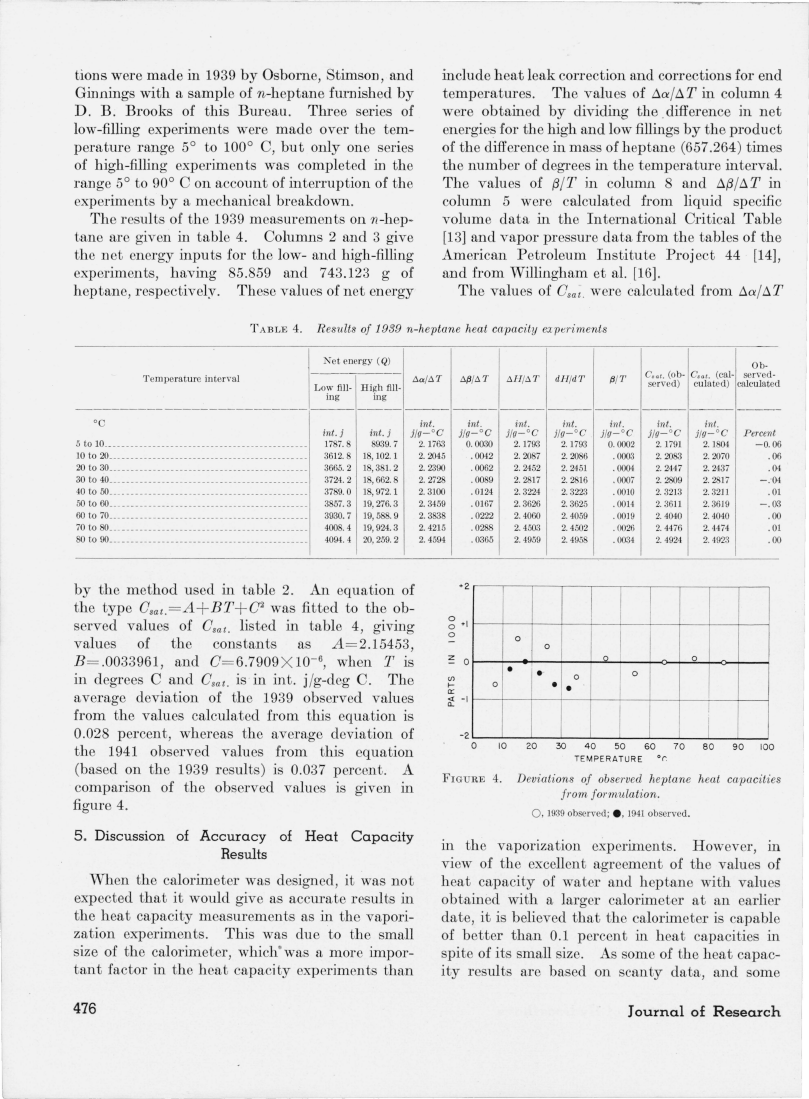 tions were made in 1939 by Osborne, Stimson, and
Ginnings with a sample of n-heptane furnished by
D. B. Brooks of this Bureau. Three series of
low-filling experiments were made over the tem-
perature range 5° to 100° C, but only one series
of high-filling experiments was completed in the
range 5° to 90° C on account of interruption of the
experiments by a mechanical breakdown.
The results of the 1939 measurements on n-hep-
tane are given in table 4. Columns 2 and 3 give
the net energy inputs for the low- and high-filling
experiments, having 85.859 and 743.123 g of
heptane, respectively. These values of net energy
include heat leak correction and corrections for end
temperatures. The values of Δα/ΔT in column 4
were obtained by dividing the difference in net
energies for the high and low fillings by the product
of the difference in mass of heptane (657.264) times
the number of degrees in the temperature interval.
The values of β/T in column 8 and Δβ/ΔT in
column 5 were calculated from liquid specific
volume data in the International Critical Table
[13] and vapor pressure data from the tables of the
American Petroleum Institute Project 44 [14],
and from Willingham et al. [16].
The values of Csat. were calculated from Δα/ΔT
TABLE 4. Results of 1939 n-heptane heat capacity experiments
Temperature interval | Net energy (Q) Low fill-ing | High fill-ing | Δα/ΔT | Δβ/ΔT | ΔH/ΔT | dH/dT | β/T | Csat. (ob-served) | Csat. (cal-culated) | Ob-served-calculated
°C | int. j | int. j | int. j/g-°C | int. j/g-°C | int. j/g-°C | int. j/g-°C | int. j/g-°C | int. j/g-°C | int. j/g-°C | Percent
5 to 10 | 1787.8 | 8939.7 | 2.1763 | 0.0030 | 2.1793 | 2.1793 | 0.0002 | 2.1791 | 2.1804 | -0.06
10 to 20 | 3612.8 | 18,102.1 | 2.2045 | .0042 | 2.2087 | 2.2086 | .0003 | 2.2083 | 2.2070 | .06
20 to 30 | 3665.2 | 18,381.2 | 2.2390 | .0062 | 2.2452 | 2.2451 | .0004 | 2.2447 | 2.2437 | .04
30 to 40 | 3724.2 | 18,662.8 | 2.2728 | .0089 | 2.2817 | 2.2816 | .0007 | 2.2809 | 2.2817 | -.04
40 to 50 | 3789.0 | 18,972.1 | 2.3100 | .0124 | 2.3224 | 2.3223 | .0010 | 2.3213 | 2.3211 | .01
50 to 60 | 3857.3 | 19,276.3 | 2.3459 | .0167 | 2.3626 | 2.3625 | .0014 | 2.3611 | 2.3619 | -.03
60 to 70 | 3930.7 | 19,588.9 | 2.3838 | .0222 | 2.4060 | 2.4059 | .0019 | 2.4040 | 2.4040 | .00
70 to 80 | 4008.4 | 19,924.3 | 2.4215 | .0288 | 2.4503 | 2.4502 | .0026 | 2.4476 | 2.4474 | .01
80 to 90 | 4094.4 | 20,259.2 | 2.4594 | .0365 | 2.4959 | 2.4958 | .0034 | 2.4924 | 2.4923 | .00
by the method used in table 2. An equation of
the type Csat.=A+BT+C² was fitted to the ob-
served values of Csat. listed in table 4, giving
values of the constants as A=2.15453,
B=.0033961, and C=6.7909×10⁻⁶, when T is
in degrees C and Csat. is in int. j/g-deg C. The
average deviation of the 1939 observed values
from the values calculated from this equation is
0.028 percent, whereas the average deviation of
the 1941 observed values from this equation
(based on the 1939 results) is 0.037 percent. A
comparison of the observed values is given in
figure 4.
5. Discussion of Accuracy of Heat Capacity
Results
When the calorimeter was designed, it was not
expected that it would give as accurate results in
the heat capacity measurements as in the vapori-
zation experiments. This was due to the small
size of the calorimeter, which was a more impor-
tant factor in the heat capacity experiments than
PARTS IN 1000
+2
+1
0
-1
-2
0 10 20 30 40 50 60 70 80 90 100
TEMPERATURE °C
FIGURE 4. Deviations of observed heptane heat capacities
from formulation.
○, 1939 observed; ●, 1941 observed.
in the vaporization experiments. However, in
view of the excellent agreement of the values of
heat capacity of water and heptane with values
obtained with a larger calorimeter at an earlier
date, it is believed that the calorimeter is capable
of better than 0.1 percent in heat capacities in
spite of its small size. As some of the heat capac-
ity results are based on scanty data, and some
476
Journal of Research